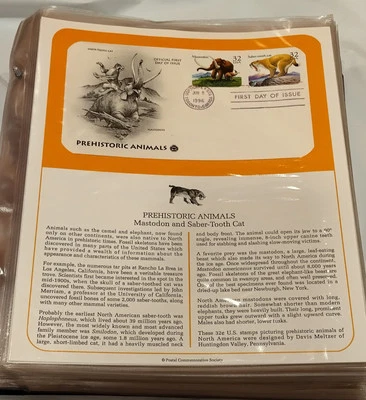 OFFICIAL FIRST
DAY OF ISSUE
32
32
1996
FIRST DAY OF ISSUE
PREHISTORIC ANIMALS
PREHISTORIC ANIMALS
Mastodon and Saber-Tooth Cat
Animals such as the camel and elephant, now found
only on other continents, were also native to North
America in prehistoric times. Fossil skeletons have been
discovered in many parts of the United States which
have provided a wealth of information about the
appearance and characteristics of these mammals.
For example, the numerous tar pits at Rancho La Brea in
Los Angeles, California, have been a veritable treasure
trove. Scientists first became interested in the spot in the
mid-1900s, when the skull of a saber-toothed cat was
discovered there. Subsequent investigations led by John
Merriam, a professor at the University of California,
uncovered fossil bones of some 2,000 saber-tooths, along
with many other mammal varieties.
Probably the earliest North American saber-tooth was
Hoplophoneus, which lived about 39 million years ago.
However, the most widely known and most advanced
family member was Smilodon, which developed during
the Pleistocene ice age, some 1.8 million years ago. A
large, short-limbed cat, it had a heavily muscled neck
and body front. The animal could open its jaw to a 90°
angle, revealing immense, 8-inch upper canine teeth
used for stabbing and slashing slow-moving victims.
A favorite prey was the mastodon, a large, leaf-eating
beast which also made its way to North America during
the ice age. Once widespread throughout the continent,
Mastodon americanus survived until about 8,000 years
ago. Fossil skeletons of the great elephant-like beast are
quite common in swampy areas, and often well preserved.
One of the best specimens ever found was located in a
dried-up lake bed near Newburgh, New York.
North American mastodons were covered with long,
reddish brown hair. Somewhat shorter than modern
elephants, they were heavily built. Their long, prominent
upper tusks grew outward with a slight upward curve.
Males also had shorter, lower tusks.
These 32¢ U.S. stamps picturing prehistoric animals of
North America were designed by Davis Meltzer of
Huntingdon Valley, Pennsylvania.
© Postal Commemorative Society